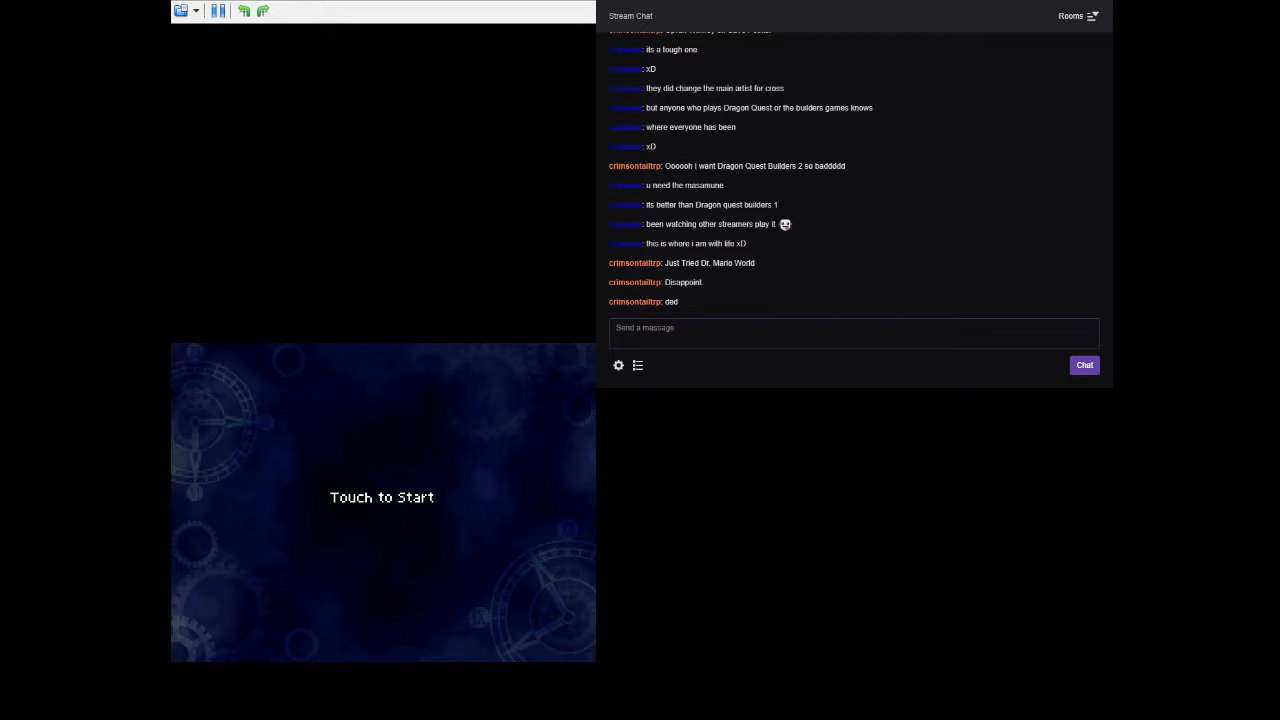 Stream Chat
Rooms
: its a tough one
: xD
: they did change the main artist for cross
: but anyone who plays Dragon Quest or the builders games knows
: where everyone has been
: xD
crimsontailtrp: Oooooh I want Dragon Quest Builders 2 so baddddd
: u need the masamune
: its better than Dragon quest builders 1
: been watching other streamers play it
: this is where i am with life xD
crimsontailtrp: Just Tried Dr. Mario World
crimsontailtrp: Disappoint.
crimsontailtrp: ded
Send a message
Chat
Touch to Start